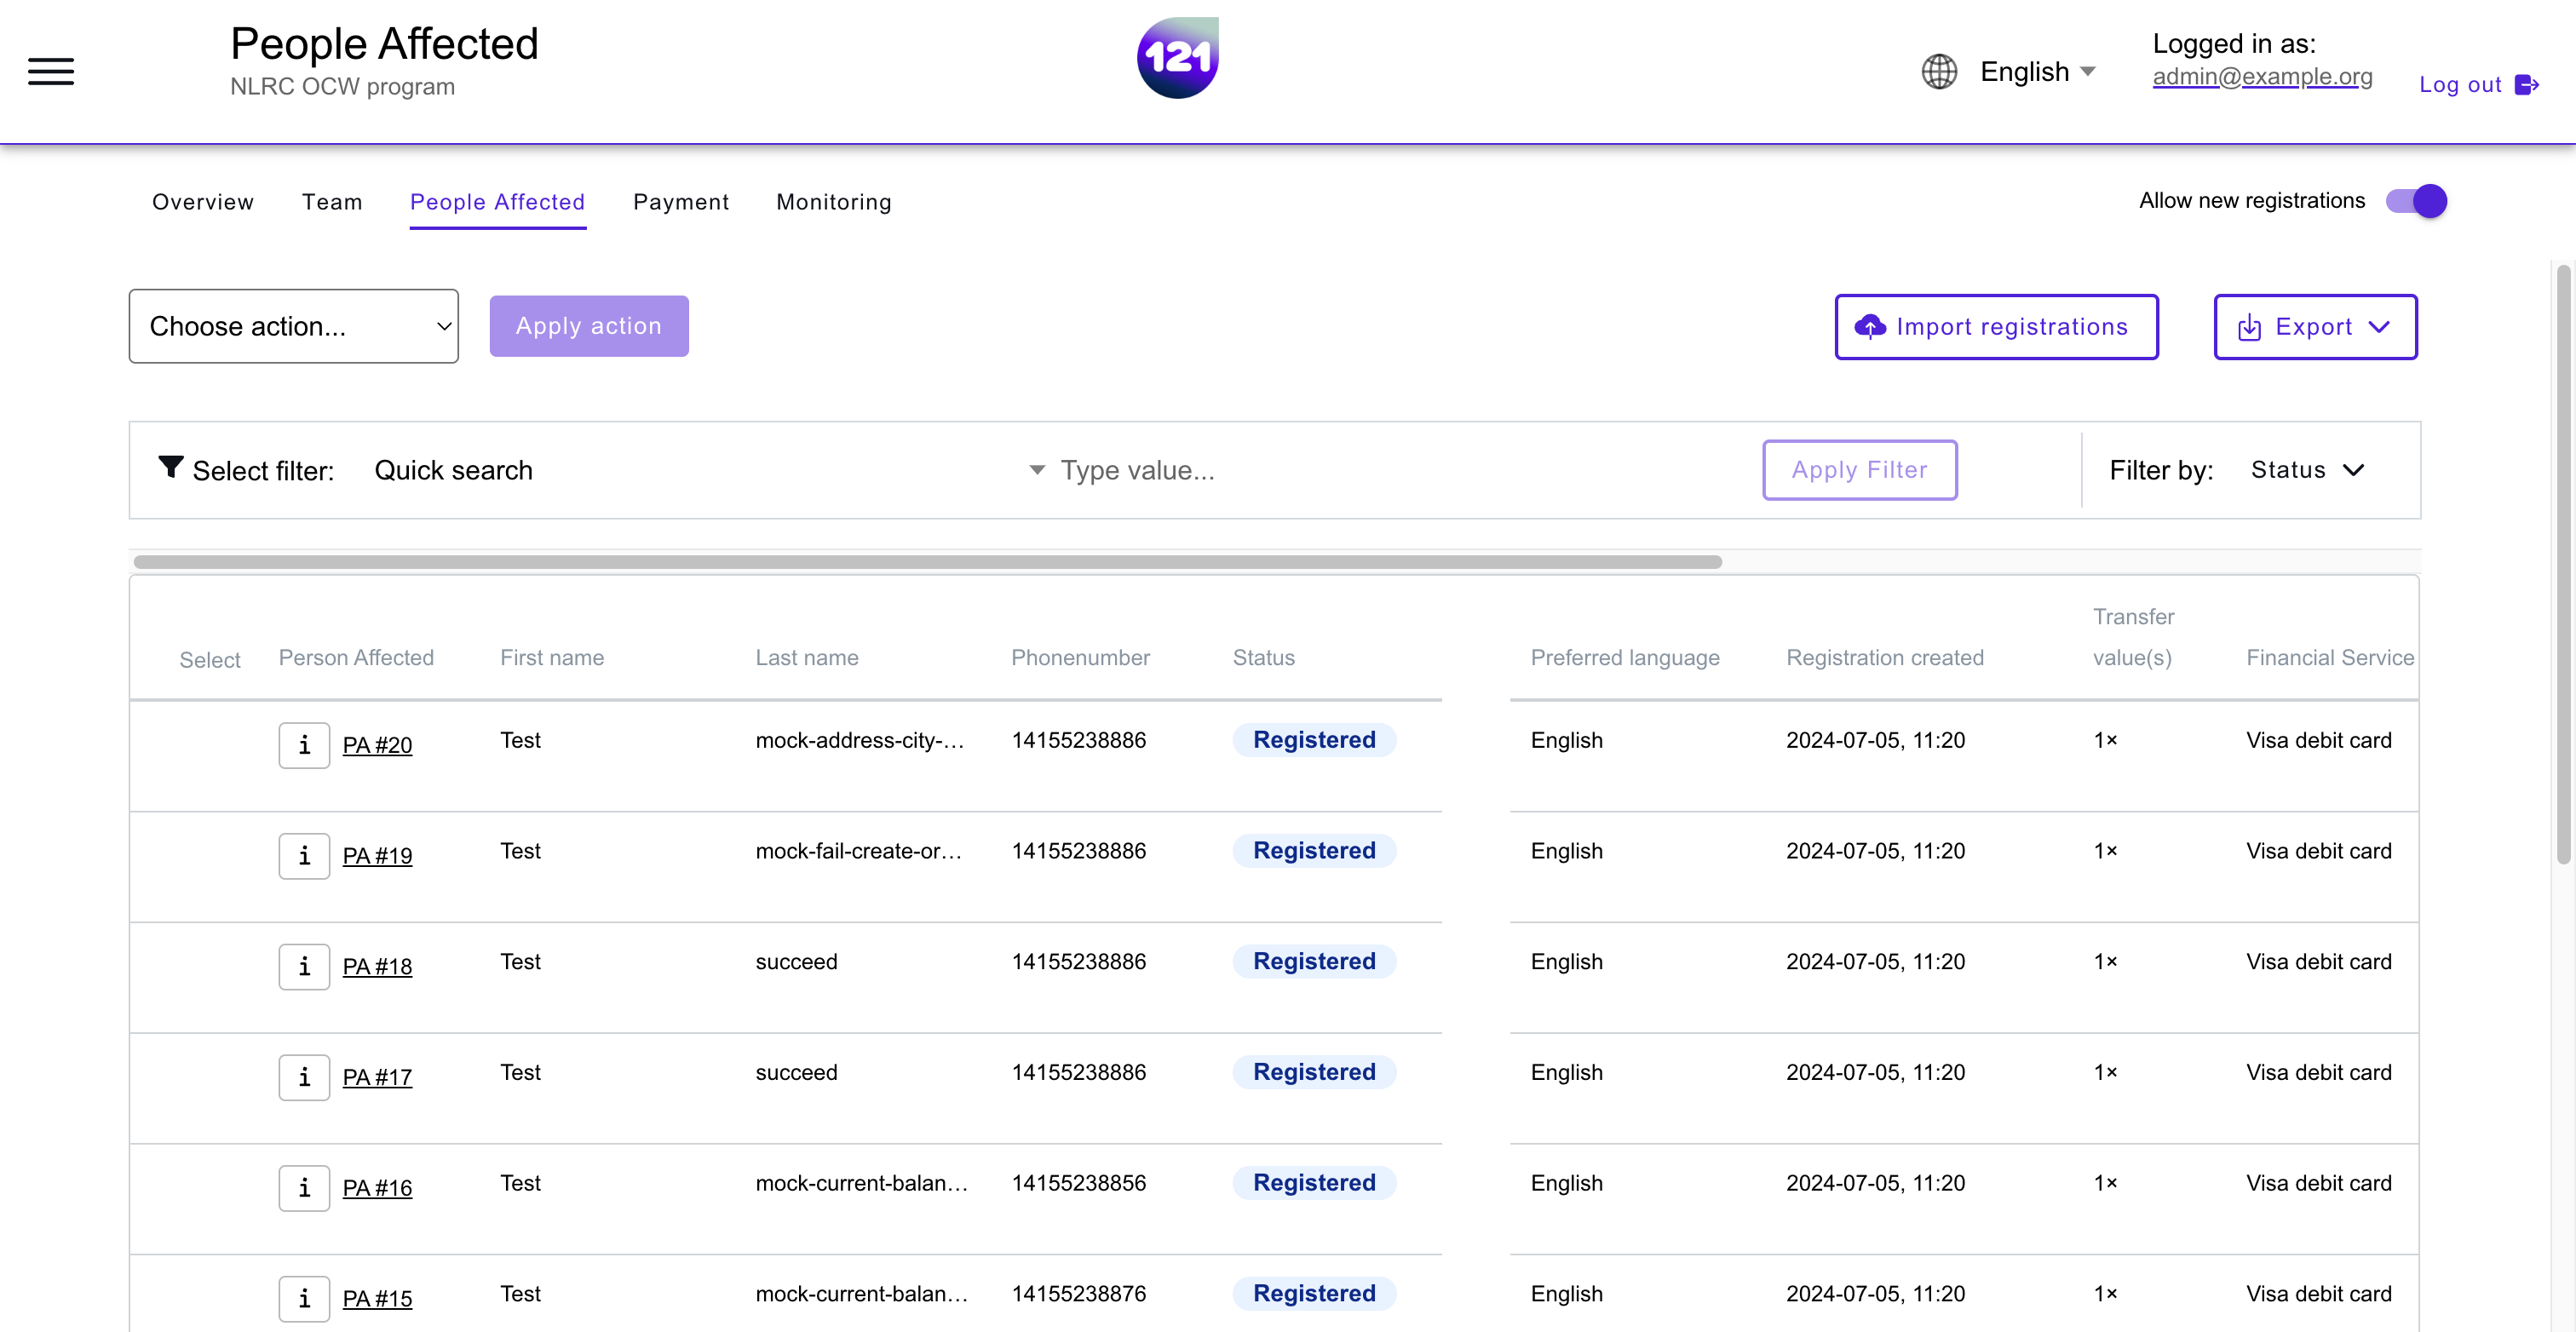 People Affected
NLRC OCW program
121
English
Logged in as:
admin@example.org
Log out
Overview Team People Affected Payment Monitoring
Allow new registrations
Choose action...
Apply action
Import registrations
Export
Select filter: Quick search
Type value...
Apply Filter
Filter by: Status
Select Person Affected First name Last name Phonenumber Status Preferred language Registration created Transfer value(s) Financial Service
i PA #20 Test mock-address-city-... 14155238886 Registered English 2024-07-05, 11:20 1× Visa debit card
i PA #19 Test mock-fail-create-or... 14155238886 Registered English 2024-07-05, 11:20 1× Visa debit card
i PA #18 Test succeed 14155238886 Registered English 2024-07-05, 11:20 1× Visa debit card
i PA #17 Test succeed 14155238886 Registered English 2024-07-05, 11:20 1× Visa debit card
i PA #16 Test mock-current-balan... 14155238856 Registered English 2024-07-05, 11:20 1× Visa debit card
i PA #15 Test mock-current-balan... 14155238876 Registered English 2024-07-05, 11:20 1× Visa debit card